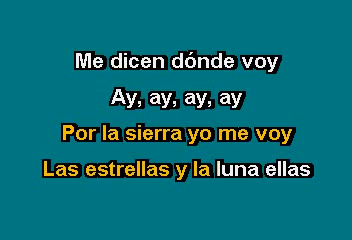 Me dicen dónde voy
Ay, ay, ay, ay
Por la sierra yo me voy
Las estrellas y la luna ellas